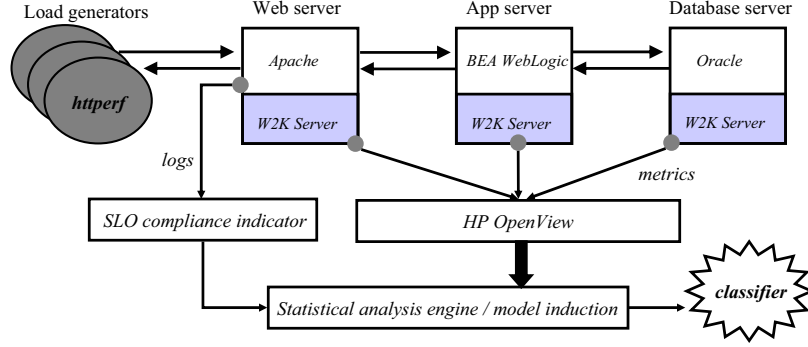 Load generators
Web server
App server
Database server
Apache
BEA WebLogic
Oracle
httperf
W2K Server
W2K Server
W2K Server
logs
metrics
SLO compliance indicator
HP OpenView
classifier
Statistical analysis engine / model induction